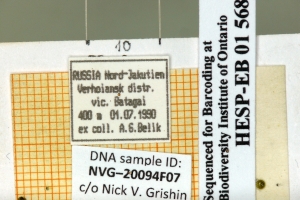 10
RUSSIA Nord-Jakutien
Verhoiansk distr.
vic. Batagai
400 m 01.07.1990
ex coll. A.G.Belik
DNA sample ID:
NVG-20094F07
c/o Nick V. Grishin
Sequenced for Barcoding at
Biodiversity Institute of Ontario
HESP-EB 01 568